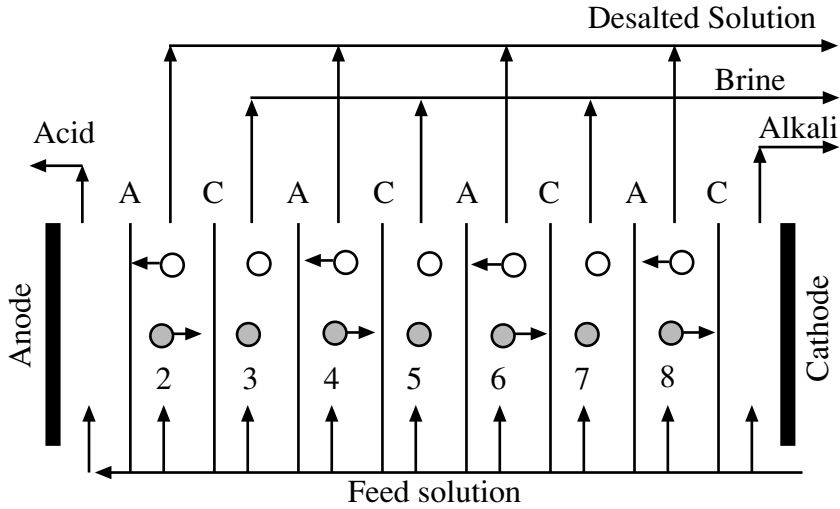 Desalted Solution
Brine
Acid
Alkali
A C A C A C A C
Anode
Cathode
2 3 4 5 6 7 8
Feed solution